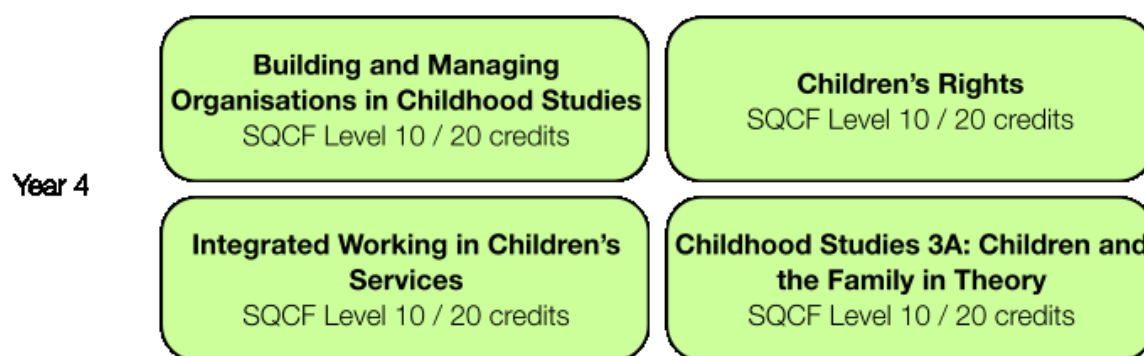 Building and Managing
Organisations in Childhood Studies
SQCF Level 10 / 20 credits
Children's Rights
SQCF Level 10 / 20 credits
Year 4
Integrated Working in Children's
Services
SQCF Level 10 / 20 credits
Childhood Studies 3A: Children and
the Family in Theory
SQCF Level 10 / 20 credits